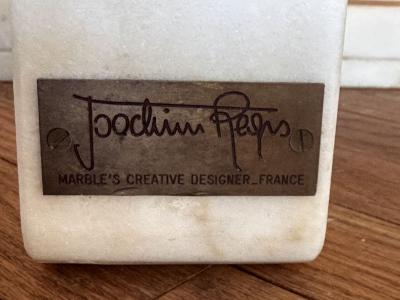 Joachim Regis
MARBLE'S CREATIVE DESIGNER_FRANCE